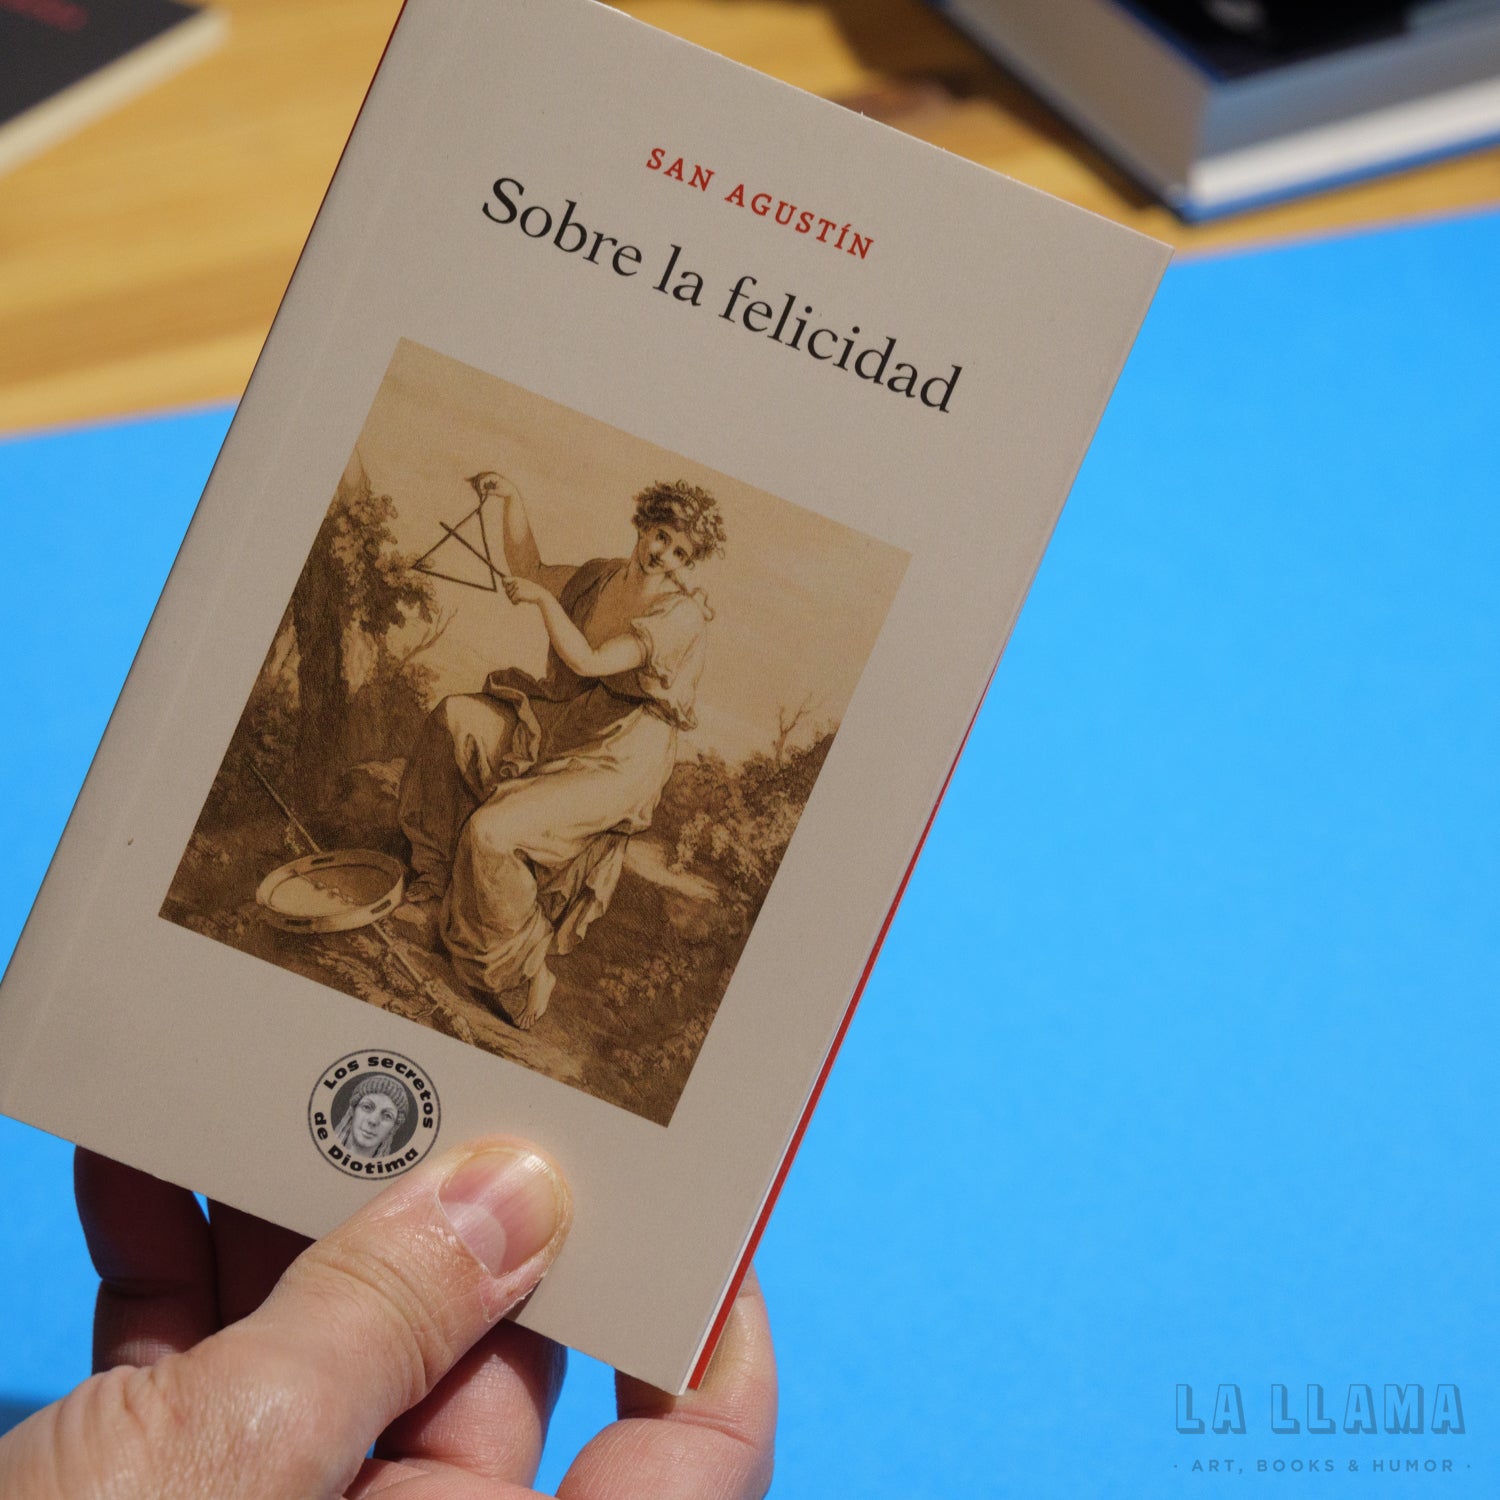 SAN AGUSTÍN
Sobre la felicidad
Los secretos
de Diotima
LA LLAMA
· ART, BOOKS & HUMOR ·